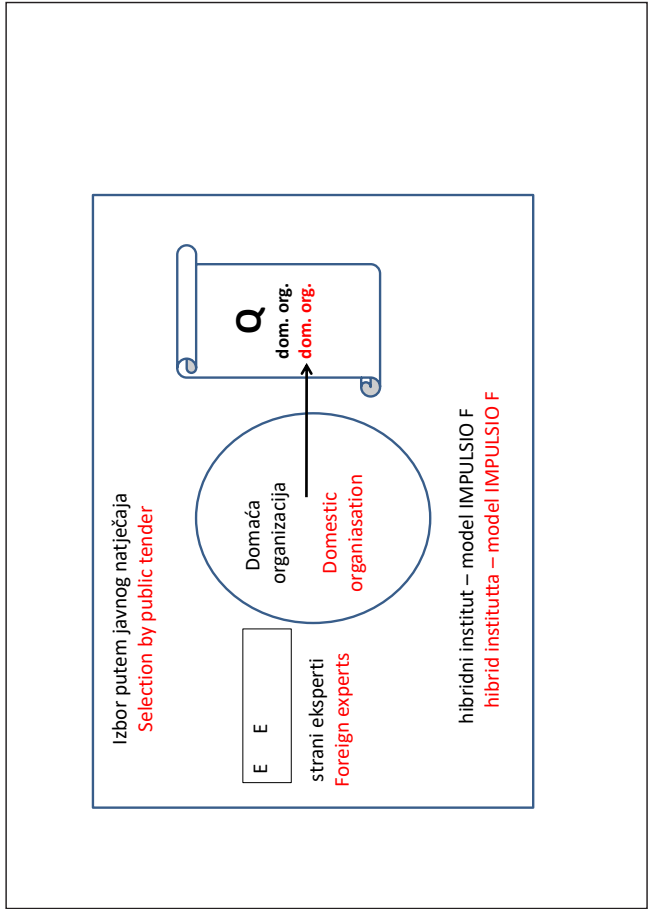 Izbor putem javnog natječaja
Selection by public tender
E E
strani eksperti
Foreign experts
Domaća
organizacija
Domestic
organiasation
Q
dom. org.
dom. org.
hibridni institut – model IMPULSIO F
hibrid institutta – model IMPULSIO F